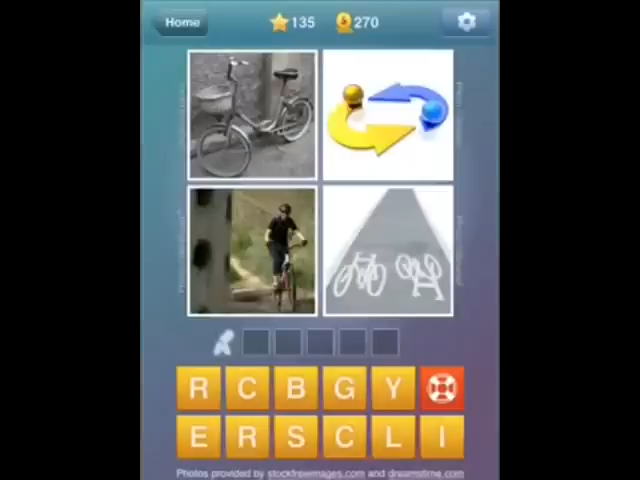 Home
135
270
R C B G Y
E R S C L I
Photos provided by stockfreeimages.com and dreamstime.com